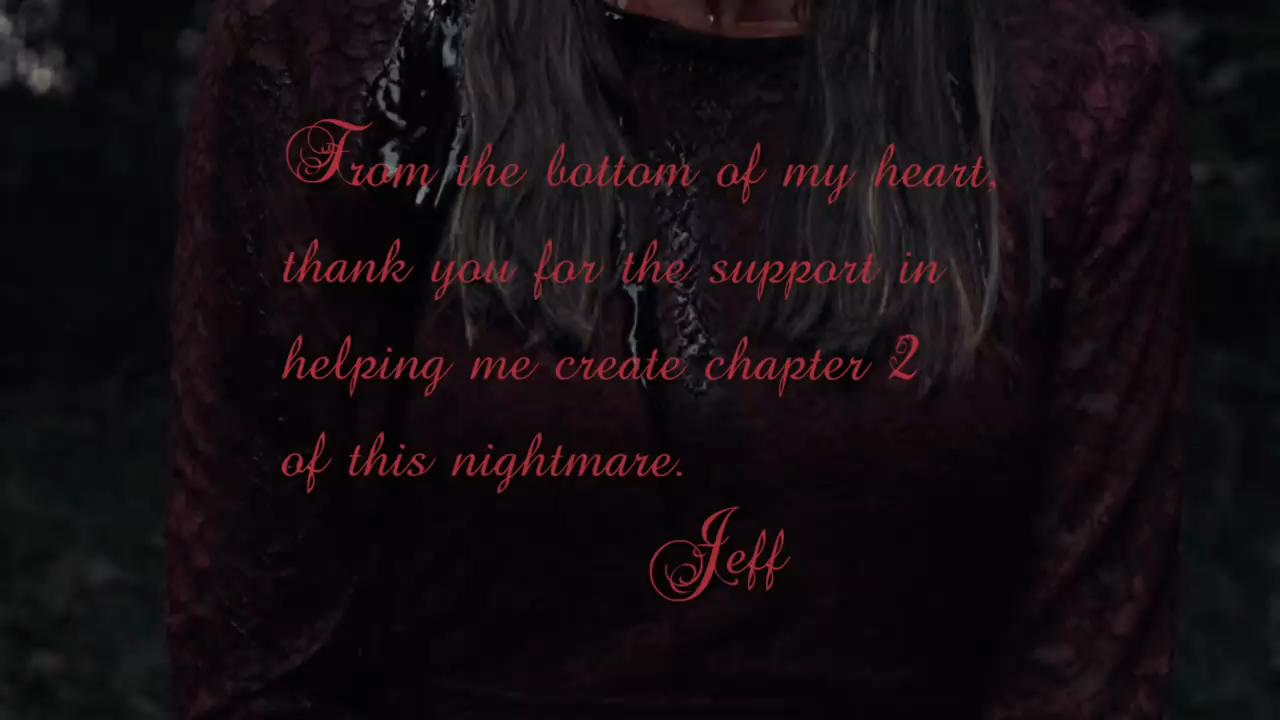 From the bottom of my heart,
thank you for the support in
helping me create chapter 2
of this nightmare.
Jeff